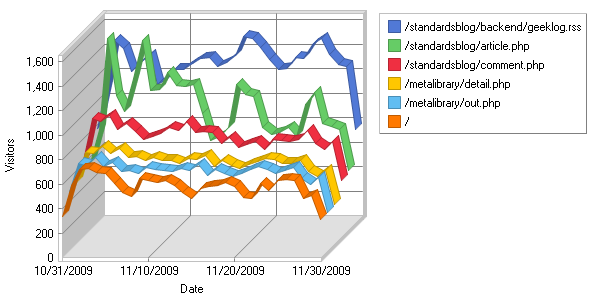 /standardsblog/backend/geeklog.rss
/standardsblog/article.php
/standardsblog/comment.php
/metalibrary/detail.php
/metalibrary/out.php
/
Visitors
1,600
1,400
1,200
1,000
800
600
400
200
0
10/31/2009 11/10/2009 11/20/2009 11/30/2009
Date